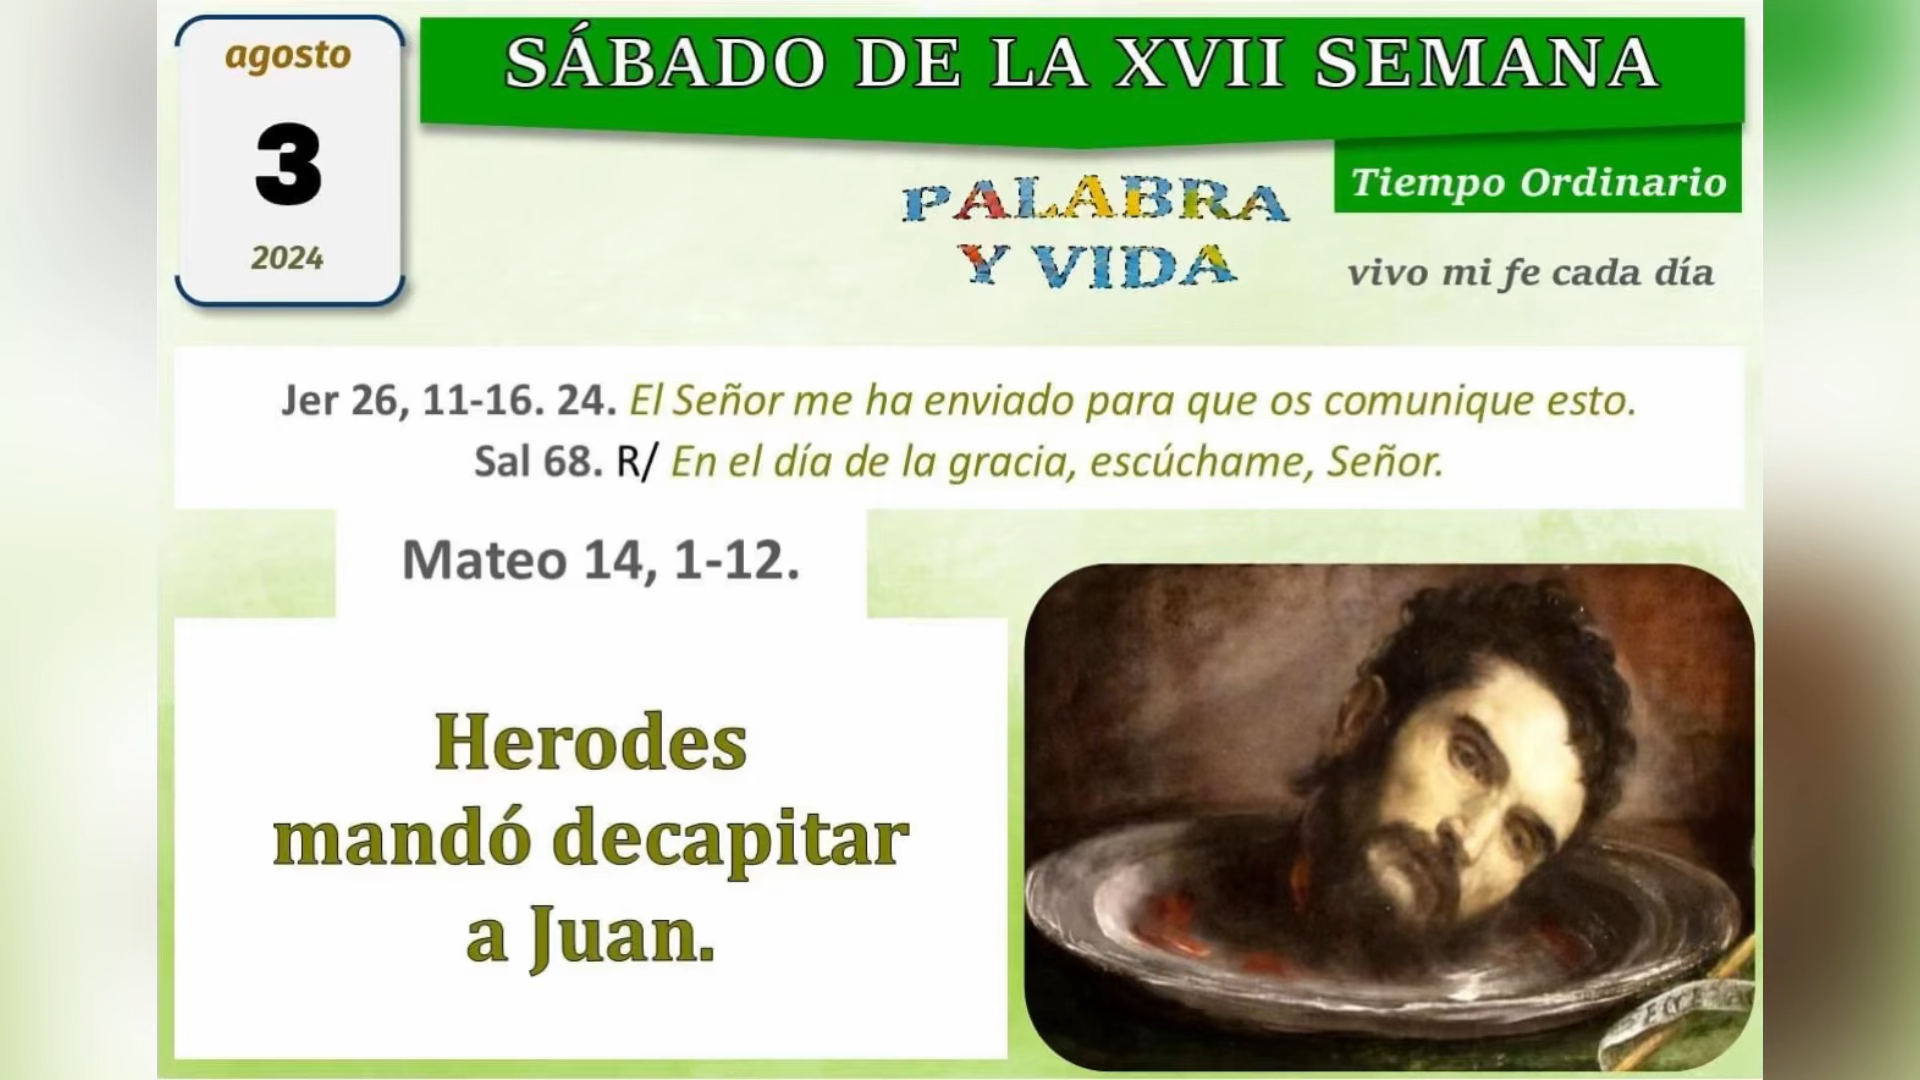 agosto
3
2024
SÁBADO DE LA XVII SEMANA
Tiempo Ordinario
PALABRA
Y VIDA
vivo mi fe cada día
Jer 26, 11-16. 24. El Señor me ha enviado para que os comunique esto.
Sal 68. R/ En el día de la gracia, escúchame, Señor.
Mateo 14, 1-12.
Herodes
mandó decapitar
a Juan.